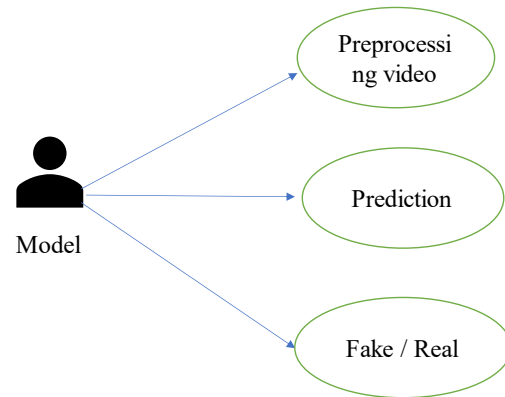 Preprocessi
ng video
Prediction
Model
Fake / Real